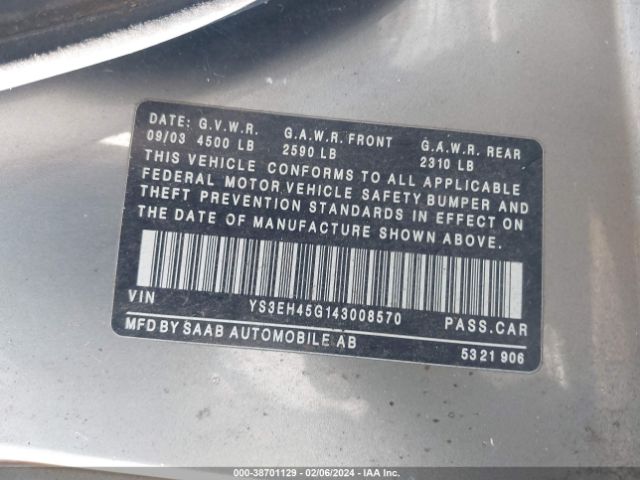 DATE: G.V.W.R. G.A.W.R. FRONT G.A.W.R. REAR
09/03 4500 LB 2590 LB 2310 LB
THIS VEHICLE CONFORMS TO ALL APPLICABLE
FEDERAL MOTOR VEHICLE SAFETY BUMPER AND
THEFT PREVENTION STANDARDS IN EFFECT ON
THE DATE OF MANUFACTURE SHOWN ABOVE.
VIN YS3EH45G143008570 PASS.CAR
MFD BY SAAB AUTOMOBILE AB
5321 906
000-38701129 - 02/06/2024 - IAA Inc.